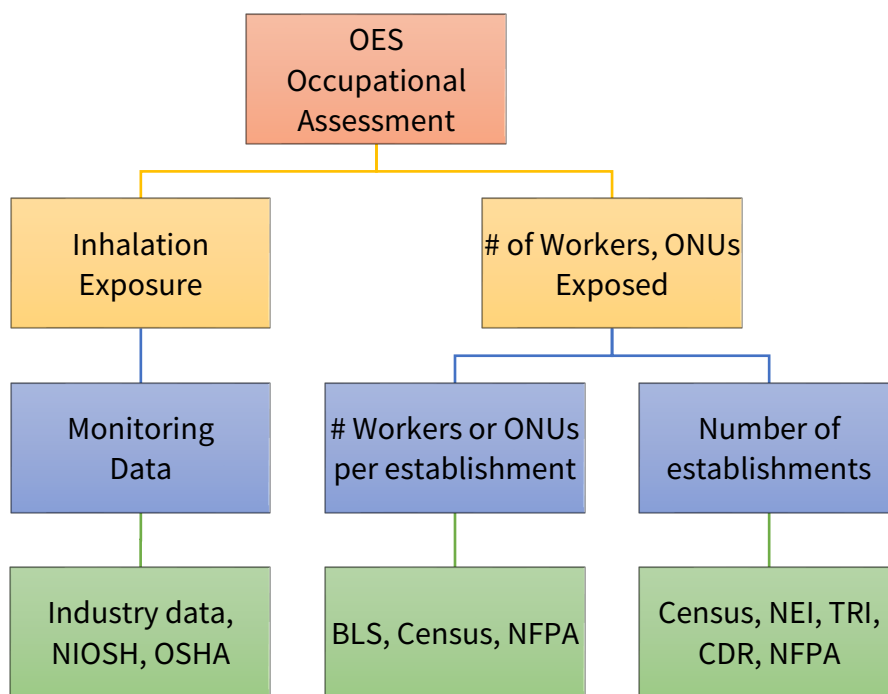 OES
Occupational
Assessment
Inhalation
Exposure
# of Workers, ONUs
Exposed
Monitoring
Data
# Workers or ONUs
per establishment
Number of
establishments
Industry data,
NIOSH, OSHA
BLS, Census, NFPA
Census, NEI, TRI,
CDR, NFPA